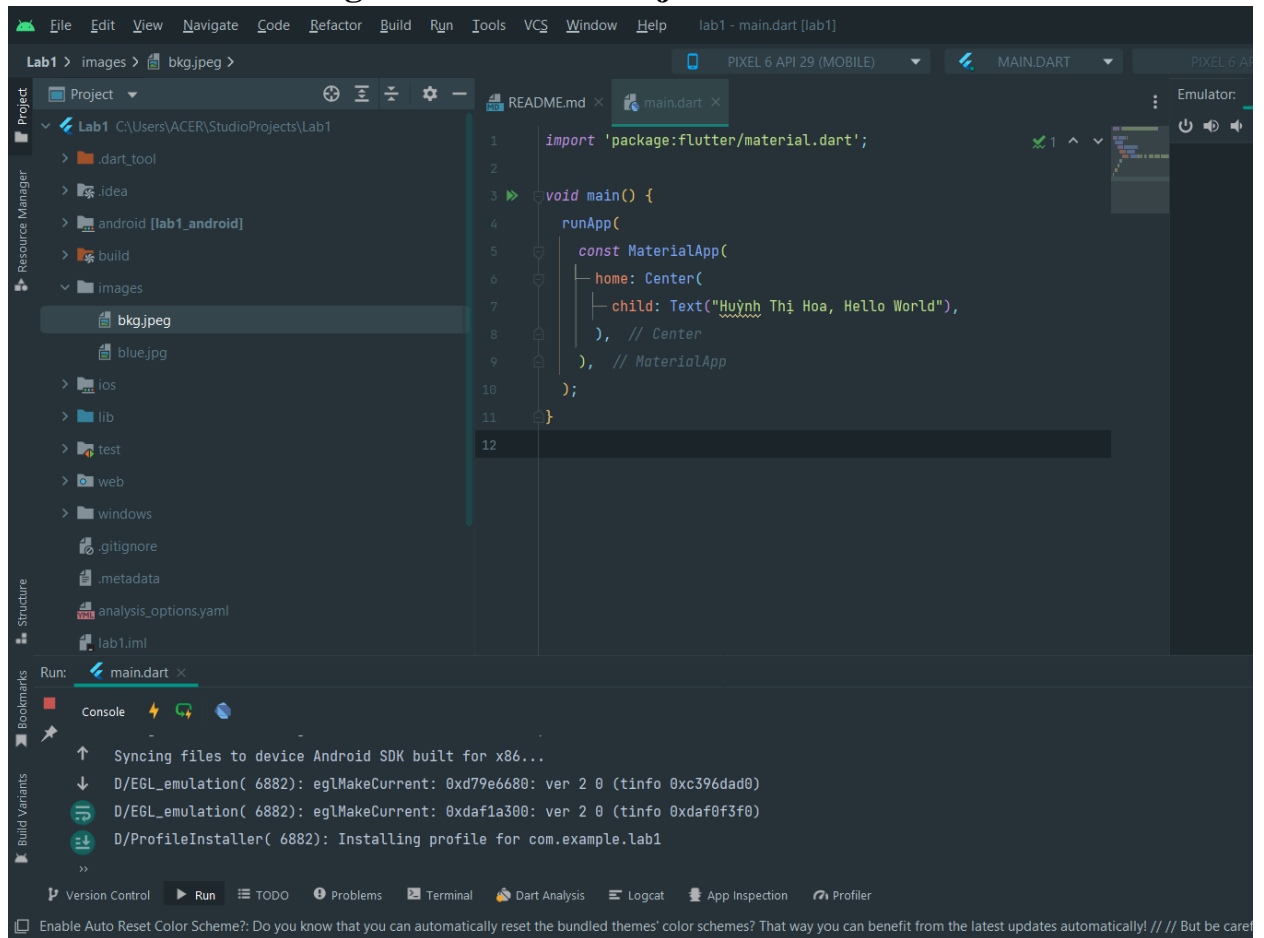 File Edit View Navigate Code Refactor Build Run Tools VCS Window Help lab1 - main.dart [lab1]
Lab1 > images > bkg.jpeg > PIXEL 6 API 29 (MOBILE) MAIN.DART PIXEL 6 AP
Project
README.md × main.dart ×
Emulator:
Project
Resource Manager
Structure
Bookmarks
Build Variants
Lab1 C:\Users\ACER\StudioProjects\Lab1
.dart_tool
.idea
android [lab1_android]
build
images
bkg.jpeg
blue.jpg
ios
lib
test
web
windows
.gitignore
.metadata
analysis_options.yaml
lab1.iml
1 import 'package:flutter/material.dart'; 1
2
3 void main() {
4 runApp(
5 const MaterialApp(
6 home: Center(
7 child: Text("Huỳnh Thị Hoa, Hello World"),
8 ), // Center
9 ), // MaterialApp
10 );
11 }
12
Run: main.dart ×
Console
Syncing files to device Android SDK built for x86...
D/EGL_emulation( 6882): eglMakeCurrent: 0xd79e6680: ver 2 0 (tinfo 0xc396dad0)
D/EGL_emulation( 6882): eglMakeCurrent: 0xdaf1a300: ver 2 0 (tinfo 0xdaf0f3f0)
D/ProfileInstaller( 6882): Installing profile for com.example.lab1
Version Control Run TODO Problems Terminal Dart Analysis Logcat App Inspection Profiler
Enable Auto Reset Color Scheme?: Do you know that you can automatically reset the bundled themes' color schemes? That way you can benefit from the latest updates automatically! // // But be caref